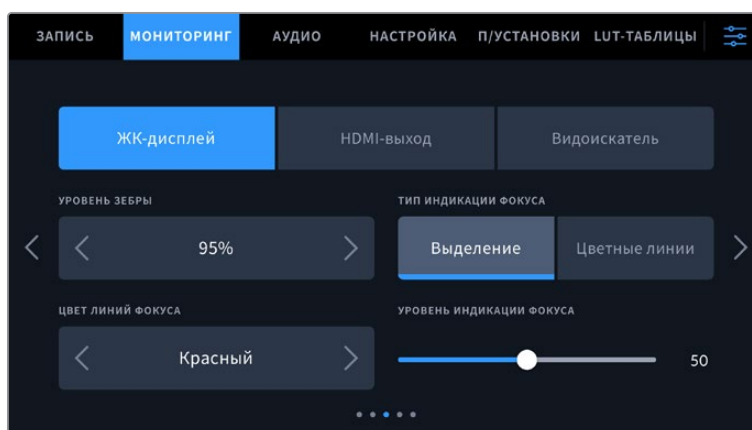 ЗАПИСЬ МОНИТОРИНГ АУДИО НАСТРОЙКА П/УСТАНОВКИ LUT-ТАБЛИЦЫ
ЖК-дисплей HDMI-выход Видоискатель
УРОВЕНЬ ЗЕБРЫ ТИП ИНДИКАЦИИ ФОКУСА
95% Выделение Цветные линии
ЦВЕТ ЛИНИЙ ФОКУСА УРОВЕНЬ ИНДИКАЦИИ ФОКУСА
Красный 50